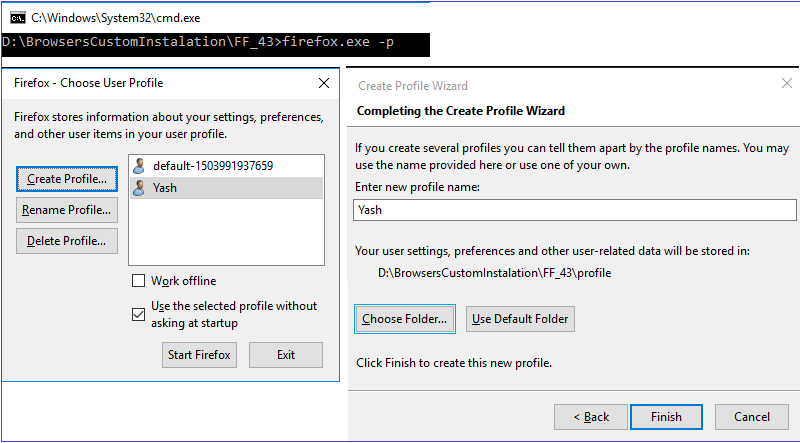 C:\Windows\System32\cmd.exe
D:\BrowsersCustomInstalation\FF_43>firefox.exe -p
Firefox - Choose User Profile
Firefox stores information about your settings, preferences,
and other user items in your user profile.
Create Profile...
Rename Profile...
Delete Profile...
default-1503991937659
Yash
Work offline
Use the selected profile without
asking at startup
Start Firefox
Exit
Create Profile Wizard
Completing the Create Profile Wizard
If you create several profiles you can tell them apart by the profile names. You may
use the name provided here or use one of your own.
Enter new profile name:
Yash
Your user settings, preferences and other user-related data will be stored in:
D:\BrowsersCustomInstalation\FF_43\profile
Choose Folder...
Use Default Folder
Click Finish to create this new profile.
< Back
Finish
Cancel